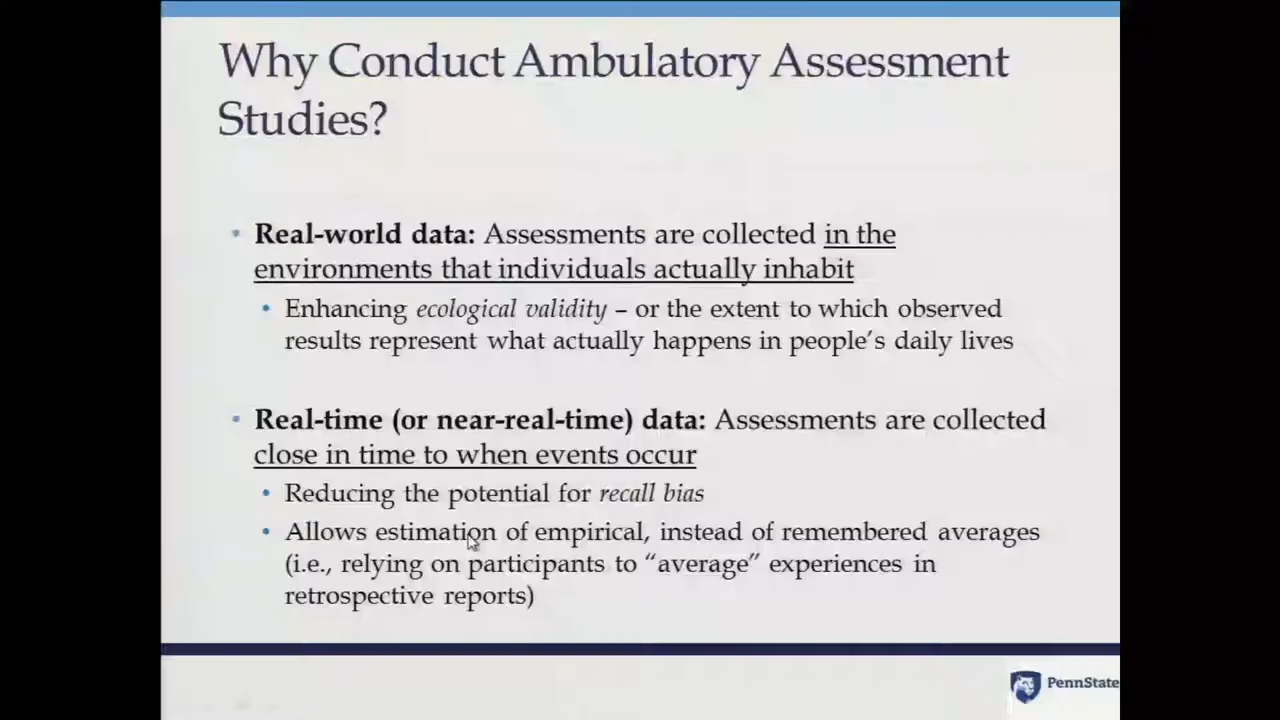 Why Conduct Ambulatory Assessment
Studies?
• Real-world data: Assessments are collected in the
environments that individuals actually inhabit
• Enhancing ecological validity – or the extent to which observed
results represent what actually happens in people’s daily lives
• Real-time (or near-real-time) data: Assessments are collected
close in time to when events occur
• Reducing the potential for recall bias
• Allows estimation of empirical, instead of remembered averages
(i.e., relying on participants to “average” experiences in
retrospective reports)
PennState